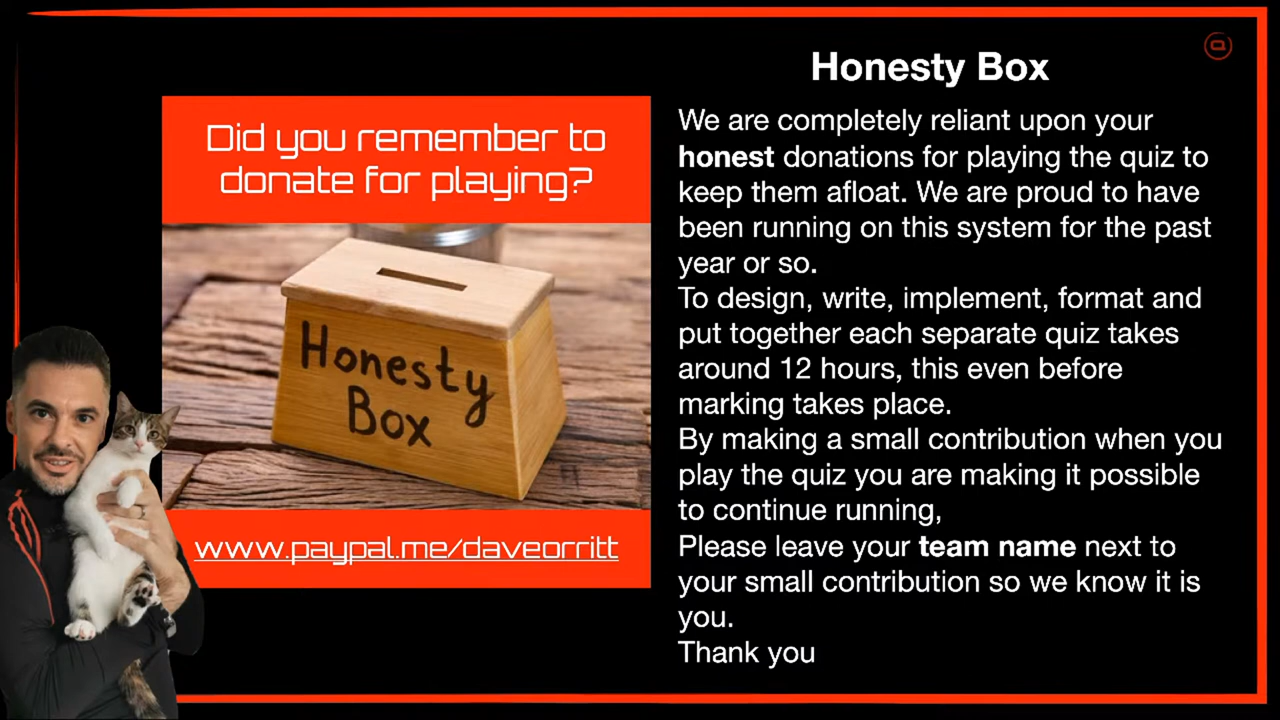 Did you remember to
donate for playing?
Honesty
Box
www.paypal.me/daveorritt
Honesty Box
We are completely reliant upon your
honest donations for playing the quiz to
keep them afloat. We are proud to have
been running on this system for the past
year or so.
To design, write, implement, format and
put together each separate quiz takes
around 12 hours, this even before
marking takes place.
By making a small contribution when you
play the quiz you are making it possible
to continue running,
Please leave your team name next to
your small contribution so we know it is
you.
Thank you